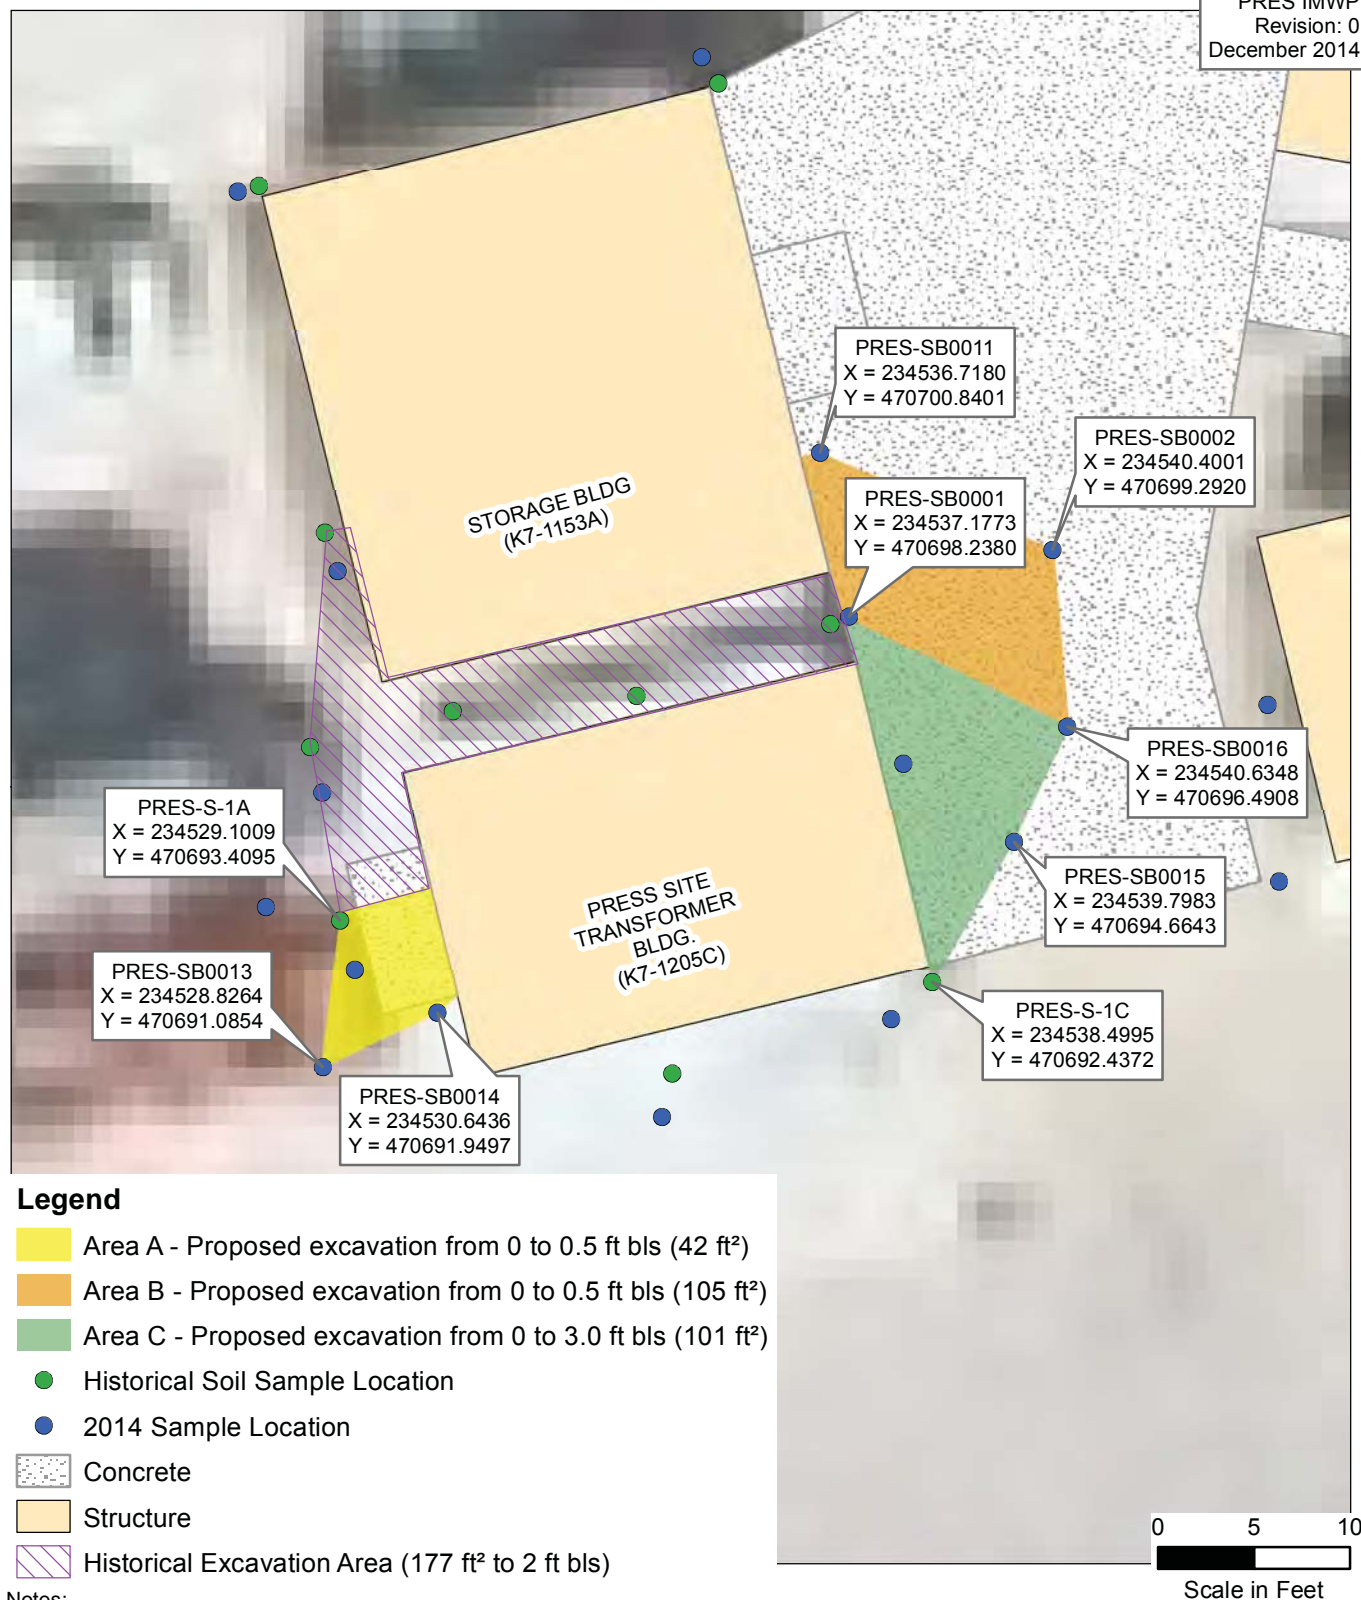 PRES IMWP
Revision: 0
December 2014
PRES-SB0011
X = 234536.7180
Y = 470700.8401
PRES-SB0002
X = 234540.4001
Y = 470699.2920
PRES-SB0001
X = 234537.1773
Y = 470698.2380
STORAGE BLDG
(K7-1153A)
PRES-SB0016
X = 234540.6348
Y = 470696.4908
PRES-S-1A
X = 234529.1009
Y = 470693.4095
PRESS SITE
TRANSFORMER
BLDG.
(K7-1205C)
PRES-SB0015
X = 234539.7983
Y = 470694.6643
PRES-SB0013
X = 234528.8264
Y = 470691.0854
PRES-S-1C
X = 234538.4995
Y = 470692.4372
PRES-SB0014
X = 234530.6436
Y = 470691.9497
Legend
Area A - Proposed excavation from 0 to 0.5 ft bls (42 ft²)
Area B - Proposed excavation from 0 to 0.5 ft bls (105 ft²)
Area C - Proposed excavation from 0 to 3.0 ft bls (101 ft²)
Historical Soil Sample Location
2014 Sample Location
Concrete
Structure
Historical Excavation Area (177 ft² to 2 ft bls)
0 5 10
Scale in Feet
Notes: